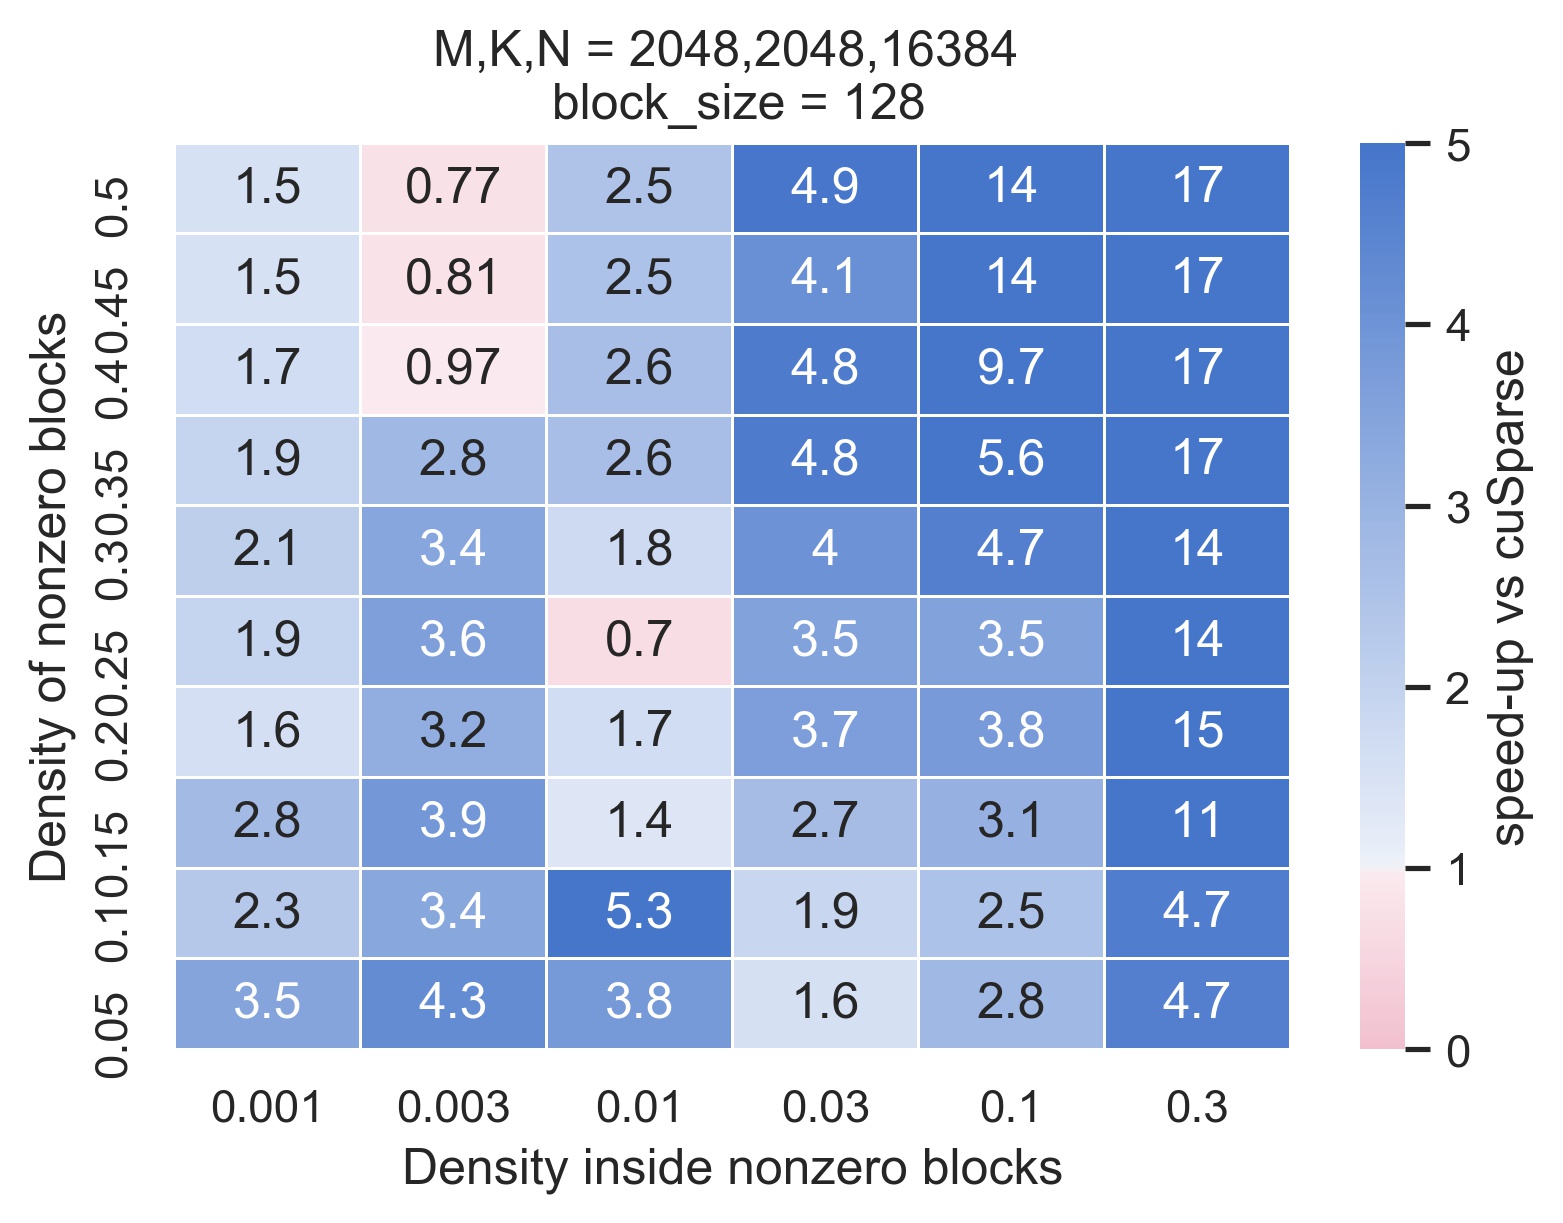 M,K,N = 2048,2048,16384
block_size = 128
Density of nonzero blocks
0.5 1.5 0.77 2.5 4.9 14 17
0.45 1.5 0.81 2.5 4.1 14 17
0.4 1.7 0.97 2.6 4.8 9.7 17
0.35 1.9 2.8 2.6 4.8 5.6 17
0.3 2.1 3.4 1.8 4 4.7 14
0.25 1.9 3.6 0.7 3.5 3.5 14
0.2 1.6 3.2 1.7 3.7 3.8 15
0.15 2.8 3.9 1.4 2.7 3.1 11
0.1 2.3 3.4 5.3 1.9 2.5 4.7
0.05 3.5 4.3 3.8 1.6 2.8 4.7
0.001 0.003 0.01 0.03 0.1 0.3
Density inside nonzero blocks
5
4
3
2
1
0
speed-up vs cuSparse